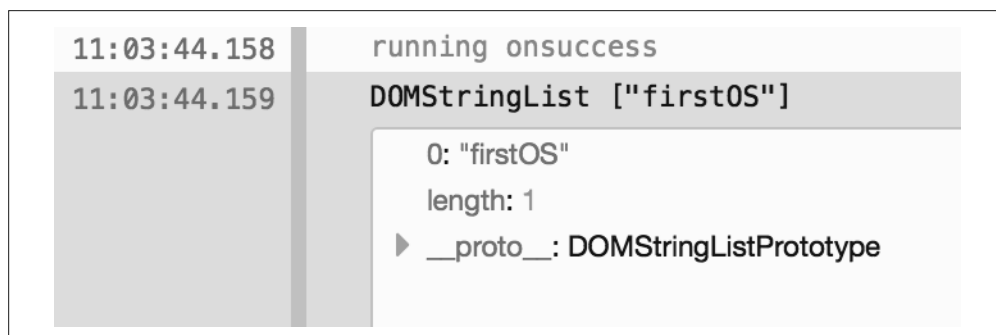 11:03:44.158 running onsuccess
11:03:44.159 DOMStringList ["firstOS"]
0: "firstOS"
length: 1
__proto__: DOMStringListPrototype